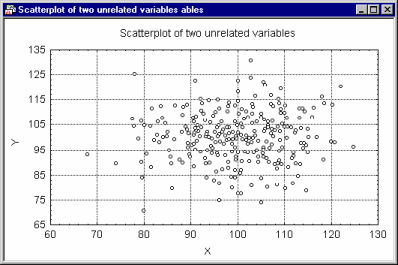 Scatterplot of two unrelated variables ables
Scatterplot of two unrelated variables
135
125
115
105
95
85
75
65
Y
60 70 80 90 100 110 120 130
X